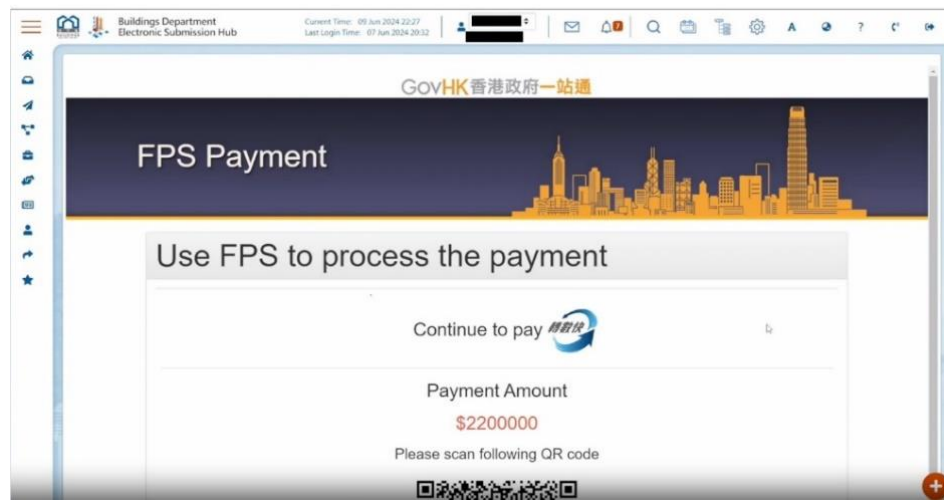 Buildings Department
Electronic Submission Hub
Current Time: 09 Jun 2024 22:27
Last Login Time: 07 Jun 2024 20:32
7
A
?
GovHK香港政府一站通
FPS Payment
Use FPS to process the payment
Continue to pay 轉數快
Payment Amount
$2200000
Please scan following QR code